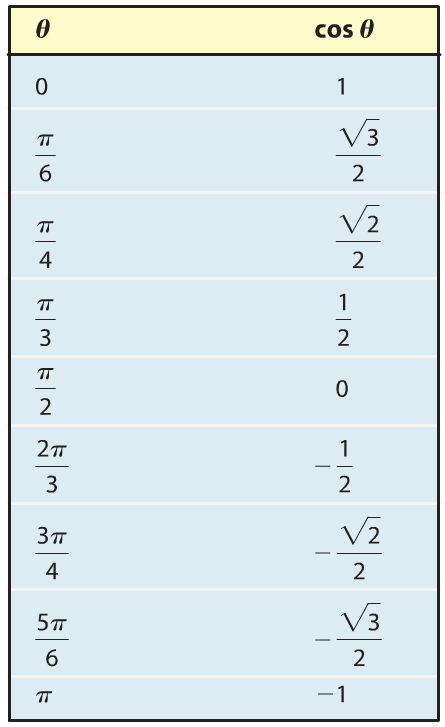 θ cos θ
0 1
π/6 √3/2
π/4 √2/2
π/3 1/2
π/2 0
2π/3 −1/2
3π/4 −√2/2
5π/6 −√3/2
π −1